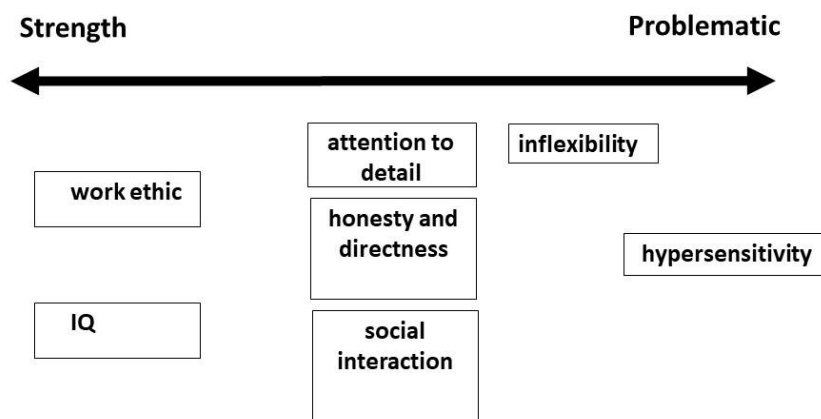 Strength
Problematic
attention to
detail
inflexibility
work ethic
honesty and
directness
hypersensitivity
IQ
social
interaction